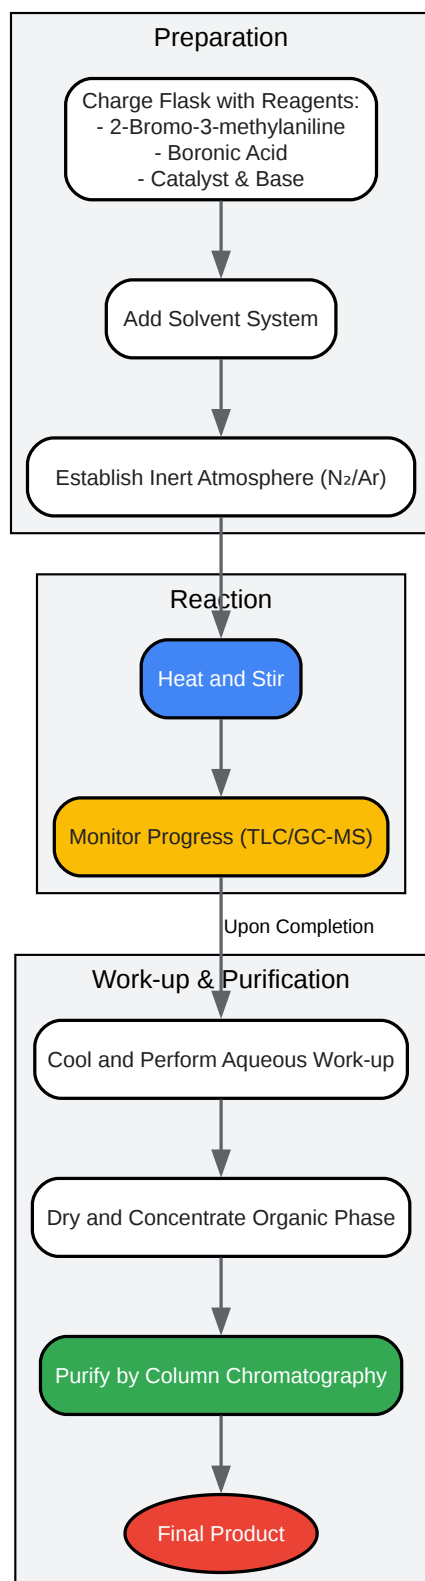 Preparation
Charge Flask with Reagents:
- 2-Bromo-3-methylaniline
- Boronic Acid
- Catalyst & Base
Add Solvent System
Establish Inert Atmosphere (N₂/Ar)
Reaction
Heat and Stir
Monitor Progress (TLC/GC-MS)
Upon Completion
Work-up & Purification
Cool and Perform Aqueous Work-up
Dry and Concentrate Organic Phase
Purify by Column Chromatography
Final Product